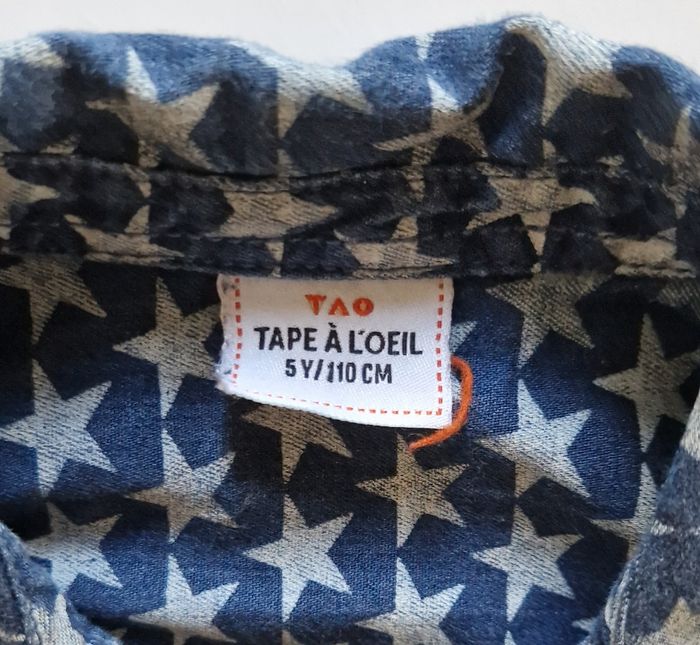 TAO
TAPE À L'OEIL
5 Y/110 CM